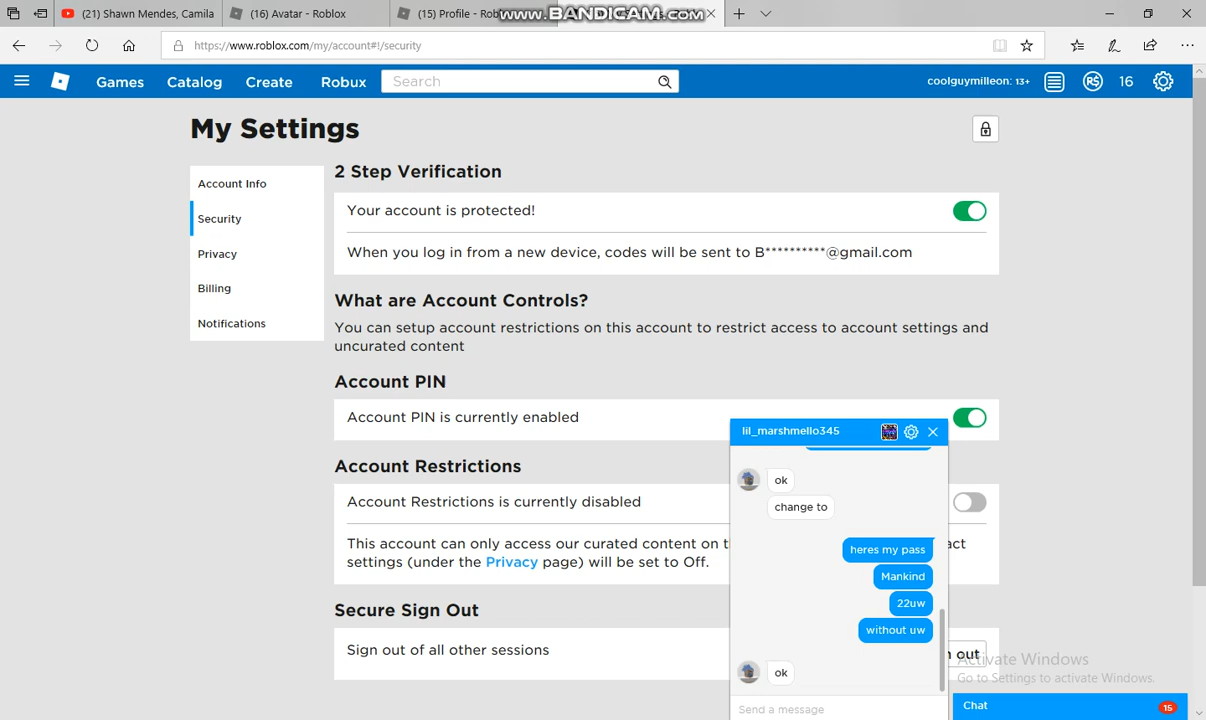 (21) Shawn Mendes, Camila
(16) Avatar - Roblox
(15) Profile - Ro
www.BANDICAM.com
https://www.roblox.com/my/account#!/security
Games
Catalog
Create
Robux
Search
coolguymilleon: 13+
R$
16
My Settings
Account Info
Security
Privacy
Billing
Notifications
2 Step Verification
Your account is protected!
When you log in from a new device, codes will be sent to B**********@gmail.com
What are Account Controls?
You can setup account restrictions on this account to restrict access to account settings and
uncurated content
Account PIN
Account PIN is currently enabled
Account Restrictions
Account Restrictions is currently disabled
This account can only access our curated content on th
act
settings (under the Privacy page) will be set to Off.
Secure Sign Out
Sign out of all other sessions
n out
lil_marshmello345
ok
change to
heres my pass
Mankind
22uw
without uw
ok
Send a message
Activate Windows
Go to Settings to activate Windows.
Chat
15